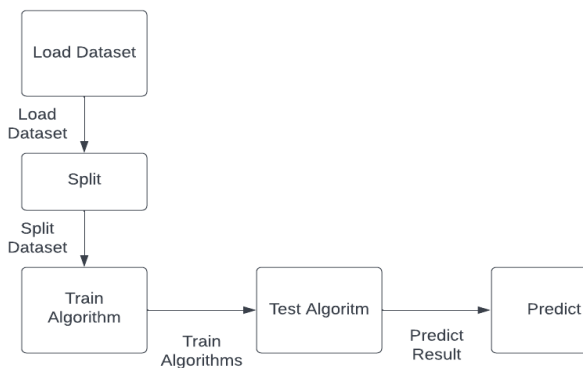 Load Dataset
Load
Dataset
Split
Split
Dataset
Train
Algorithm
Train
Algorithms
Test Algoritm
Predict
Result
Predict